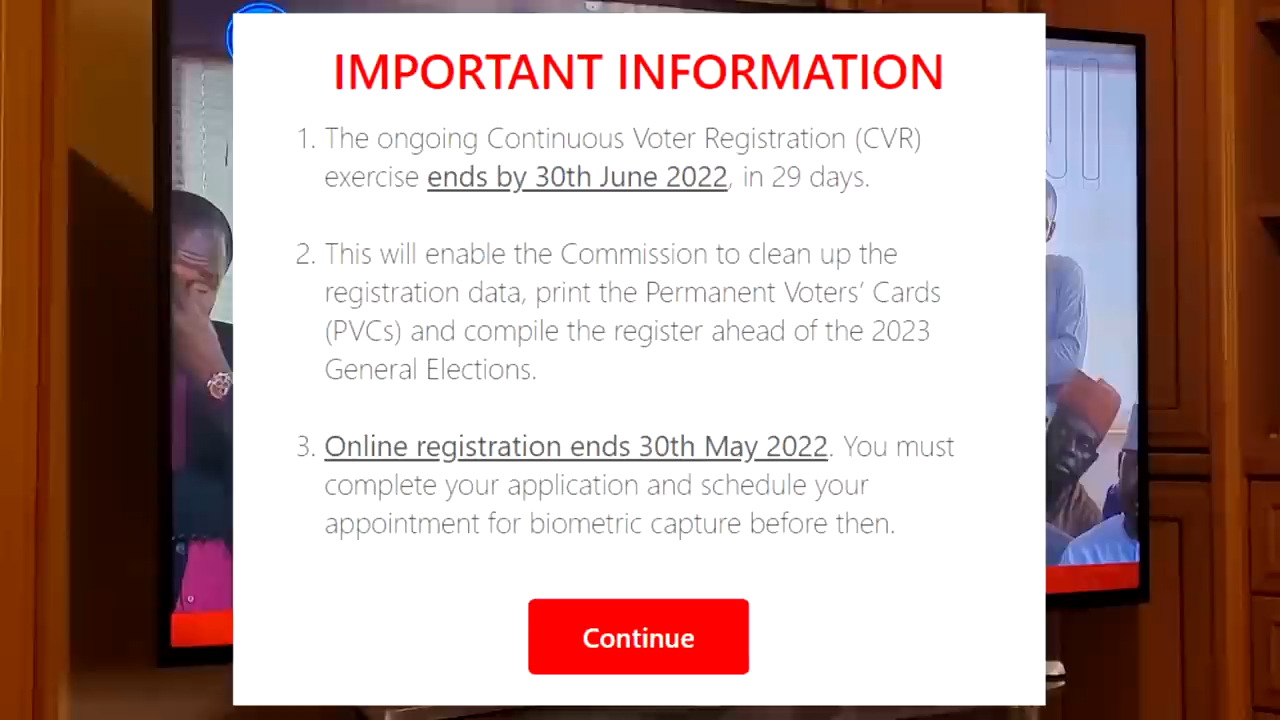 IMPORTANT INFORMATION
1. The ongoing Continuous Voter Registration (CVR)
exercise ends by 30th June 2022, in 29 days.
2. This will enable the Commission to clean up the
registration data, print the Permanent Voters’ Cards
(PVCs) and compile the register ahead of the 2023
General Elections.
3. Online registration ends 30th May 2022. You must
complete your application and schedule your
appointment for biometric capture before then.
Continue